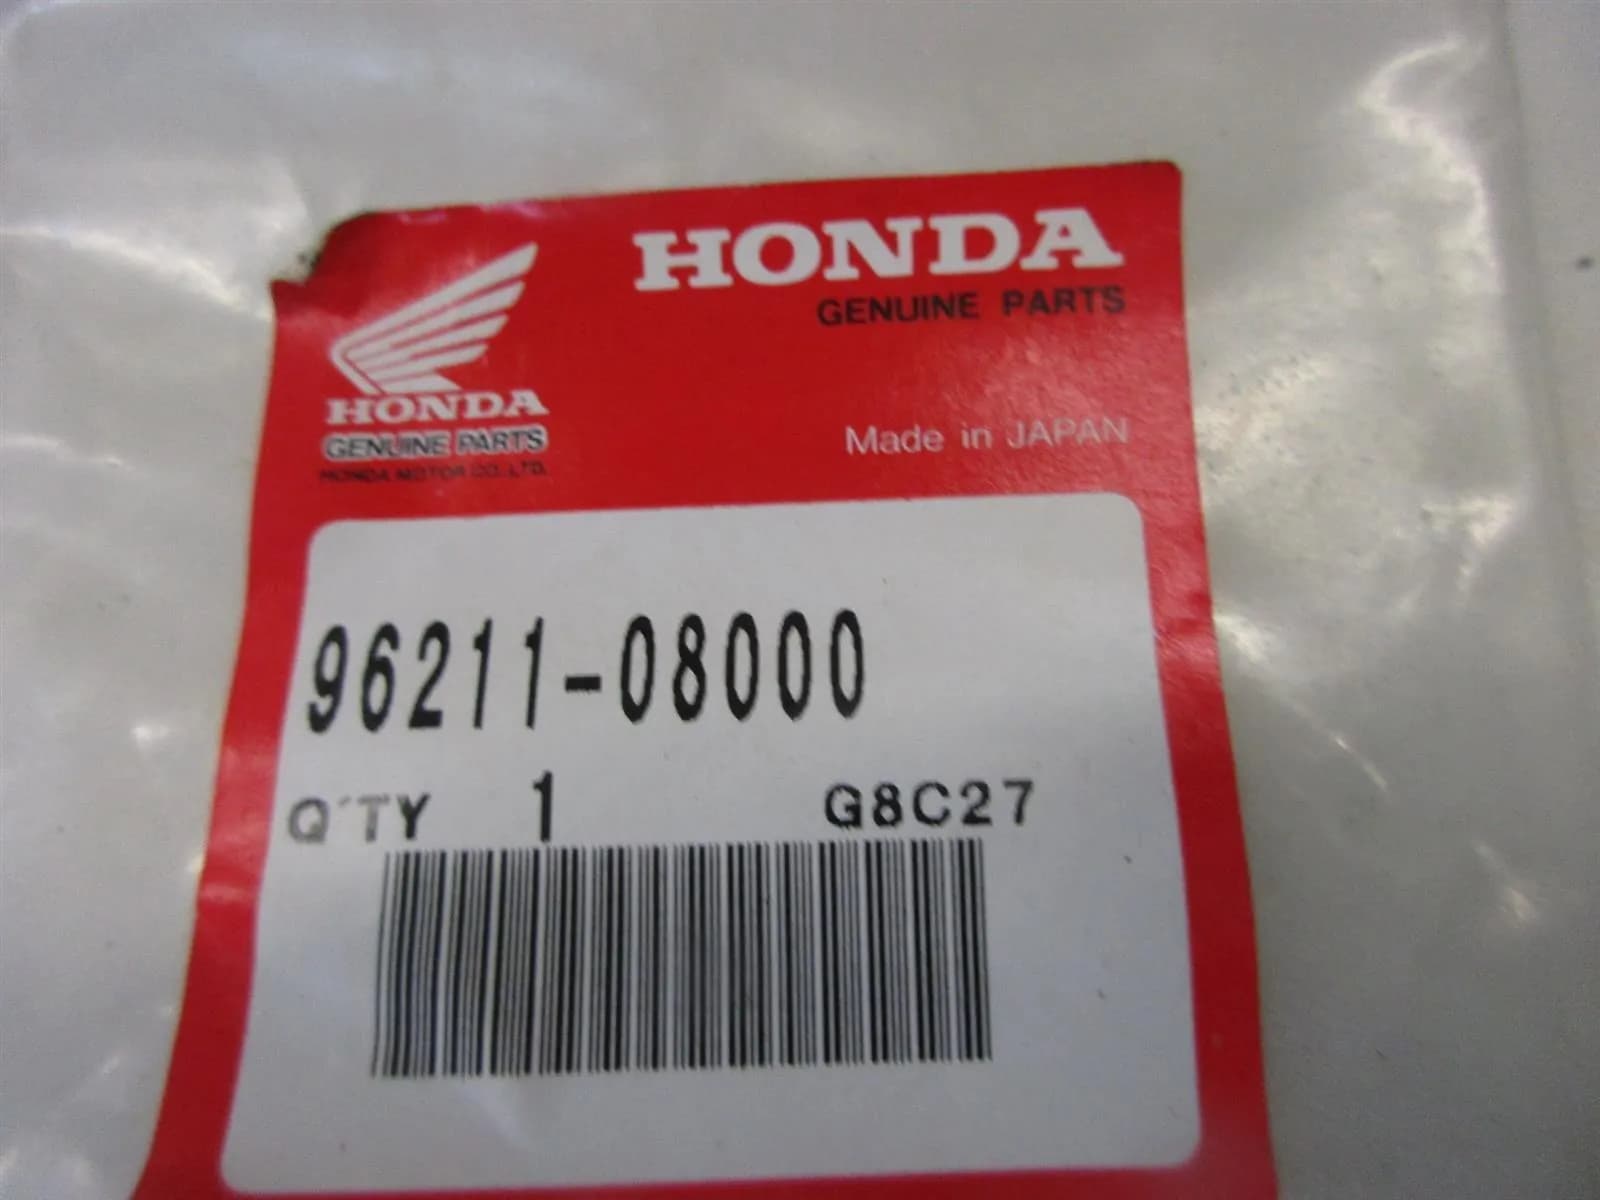 HONDA
GENUINE PARTS
HONDA
GENUINE PARTS
HONDA MOTOR CO., LTD.
Made in JAPAN
96211-08000
Q'TY 1 G8C27